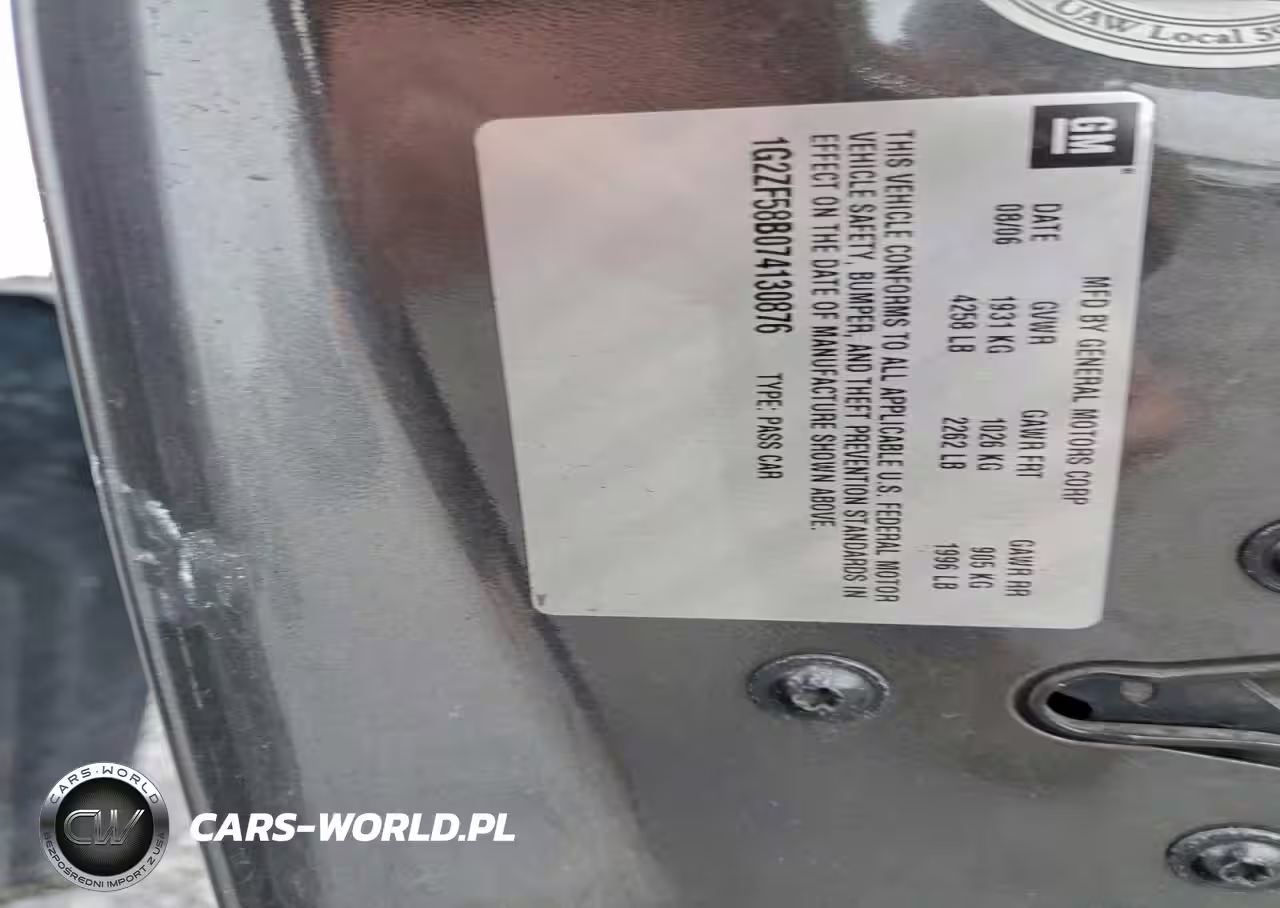 UAW Local
GM
MFD BY GENERAL MOTORS CORP
DATE GVWR GAWR FRT GAWR RR
08/06 1931 KG 1026 KG 905 KG
4258 LB 2262 LB 1996 LB
THIS VEHICLE CONFORMS TO ALL APPLICABLE U.S. FEDERAL MOTOR
VEHICLE SAFETY, BUMPER, AND THEFT PREVENTION STANDARDS IN
EFFECT ON THE DATE OF MANUFACTURE SHOWN ABOVE.
1G2ZF58B074130876 TYPE: PASS CAR
CARS-WORLD
CW
BEZPOŚREDNI IMPORT Z USA
CARS-WORLD.PL